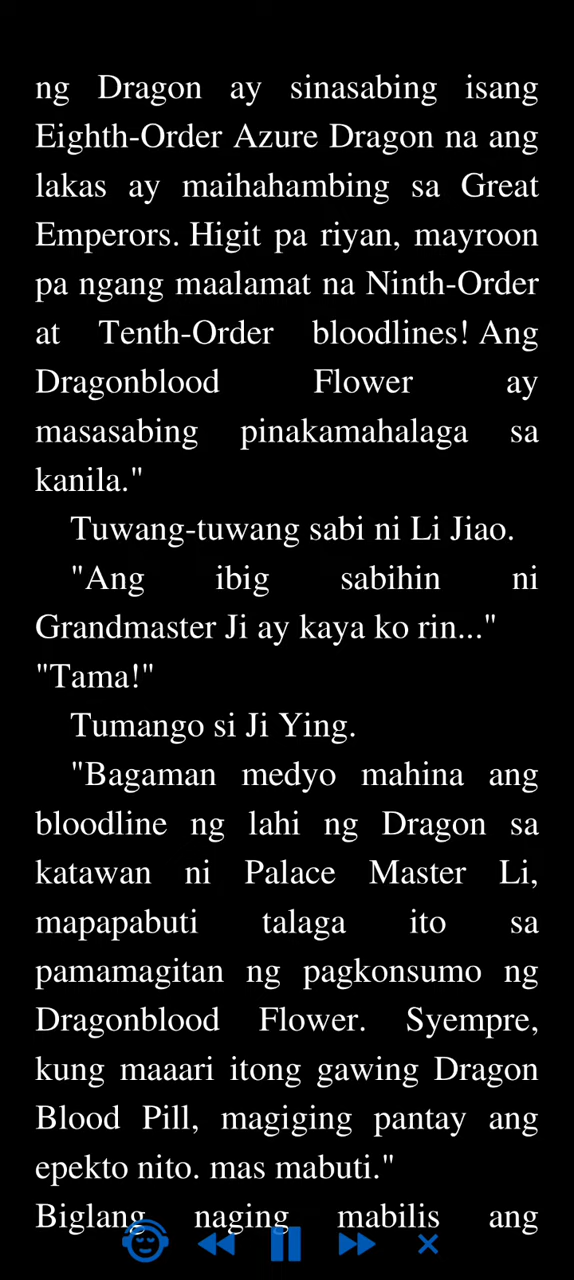 ng Dragon ay sinasabing isang
Eighth-Order Azure Dragon na ang
lakas ay maihahambing sa Great
Emperors. Higit pa riyan, mayroon
pa ngang maalamat na Ninth-Order
at Tenth-Order bloodlines! Ang
Dragonblood Flower ay
masasabing pinakamahalaga sa
kanila."
Tuwang-tuwang sabi ni Li Jiao.
"Ang ibig sabihin ni
Grandmaster Ji ay kaya ko rin..."
"Tama!"
Tumango si Ji Ying.
"Bagaman medyo mahina ang
bloodline ng lahi ng Dragon sa
katawan ni Palace Master Li,
mapapabuti talaga ito sa
pamamagitan ng pagkonsumo ng
Dragonblood Flower. Syempre,
kung maaari itong gawing Dragon
Blood Pill, magiging pantay ang
epekto nito. mas mabuti."
Biglang naging mabilis ang